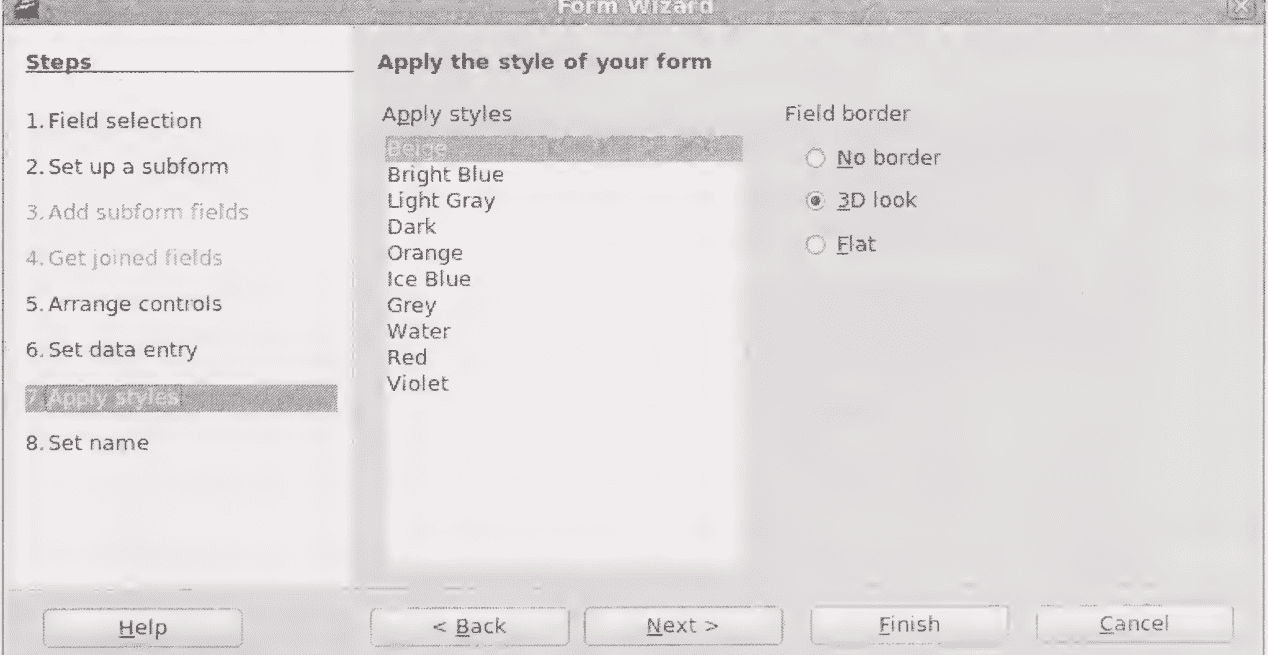 Form Wizard
Steps
1. Field selection
2. Set up a subform
3. Add subform fields
4. Get joined fields
5. Arrange controls
6. Set data entry
7 Apply styles
8. Set name
Apply the style of your form
Apply styles
Beige
Bright Blue
Light Gray
Dark
Orange
Ice Blue
Grey
Water
Red
Violet
Field border
No border
3D look
Flat
Help
< Back
Next >
Finish
Cancel